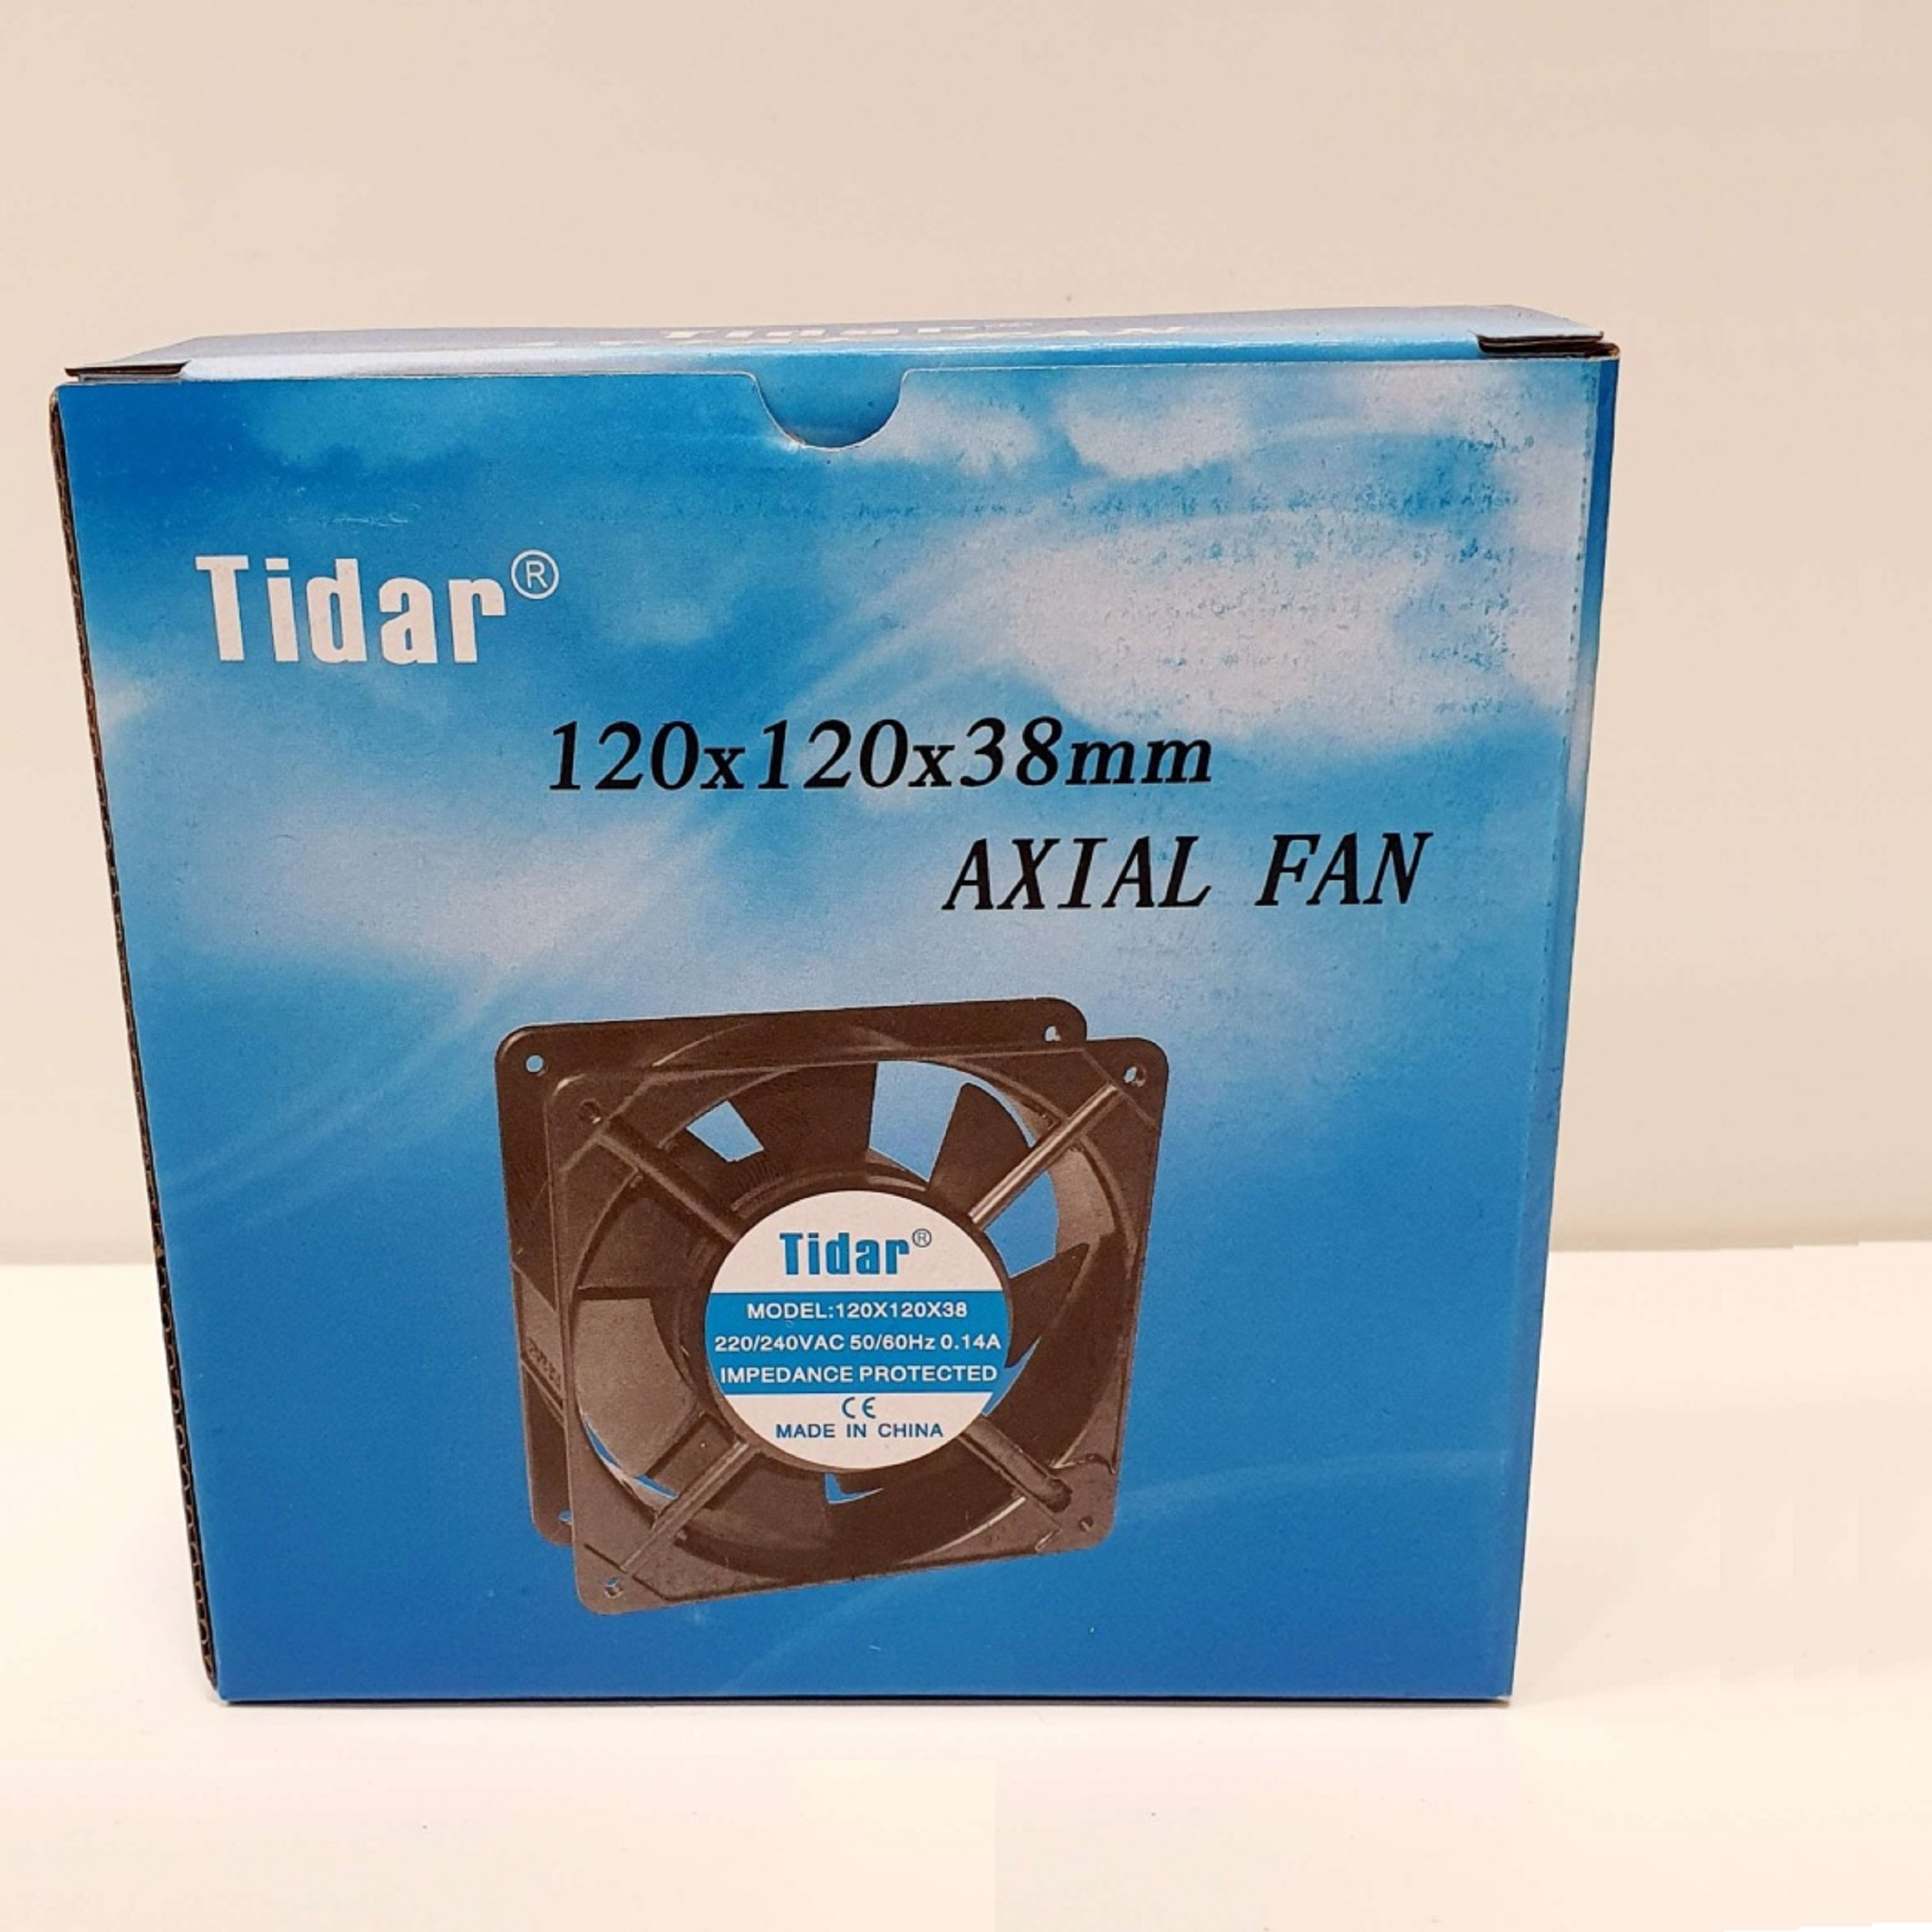 Tidar®
120x120x38mm
AXIAL FAN
Tidar®
MODEL:120X120X38
220/240VAC 50/60Hz 0.14A
IMPEDANCE PROTECTED
CE
MADE IN CHINA